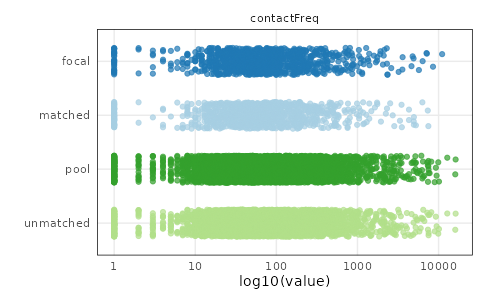 contactFreq
focal
matched
pool
unmatched
1 10 100 1000 10000
log10(value)